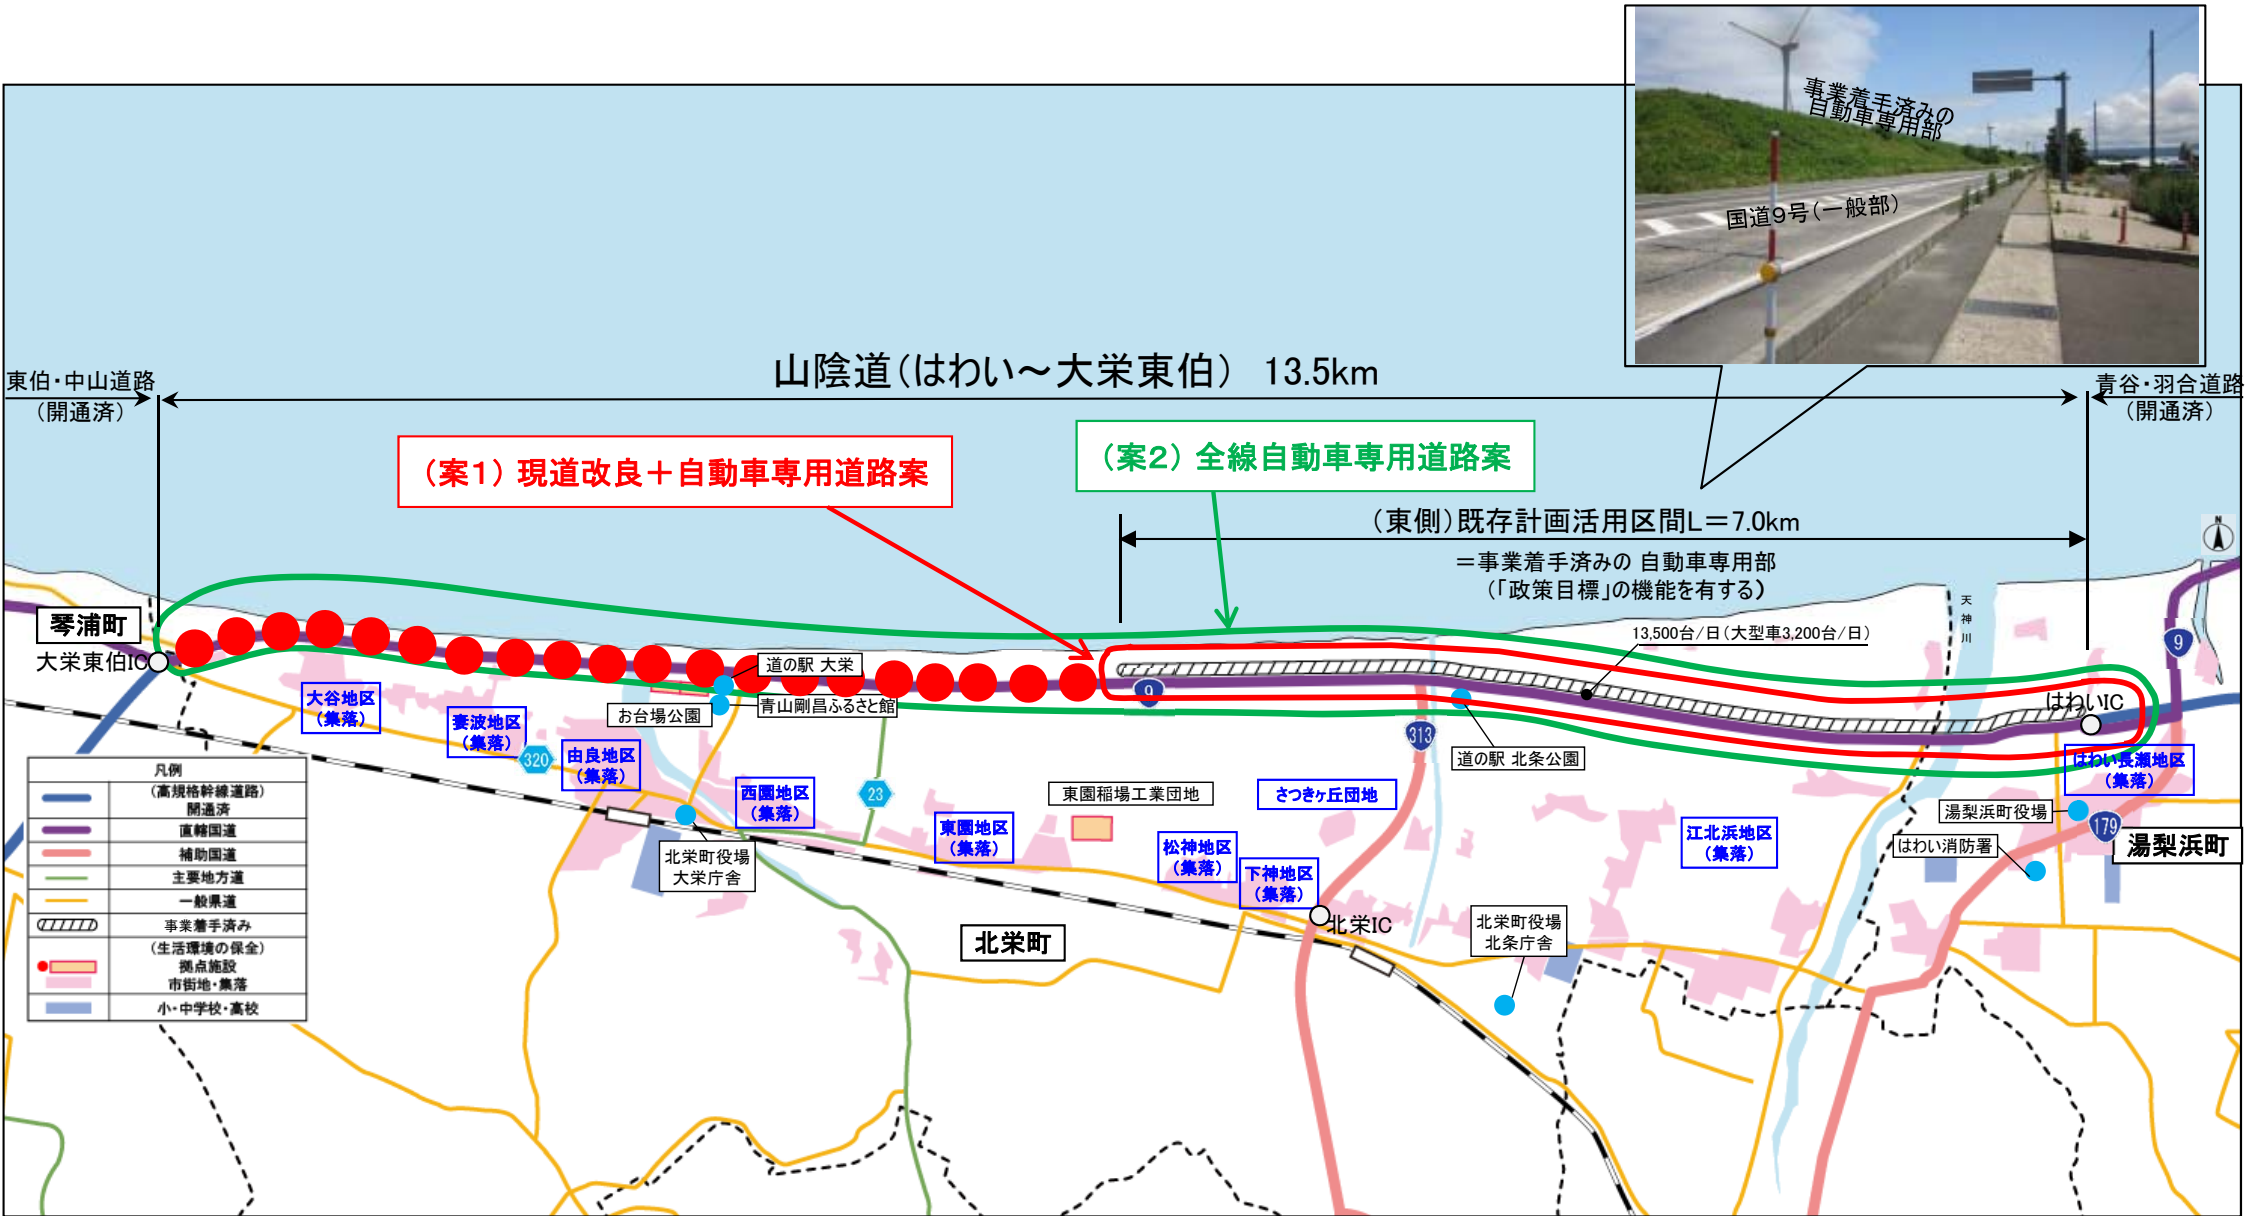 事業着手済みの
自動車専用部
国道9号(一般部)
山陰道(はわい～大栄東伯) 13.5km
東伯・中山道路
(開通済)
青谷・羽合道路
(開通済)
(案1)現道改良＋自動車専用道路案
(案2)全線自動車専用道路案
(東側)既存計画活用区間L＝7.0km
＝事業着手済みの 自動車専用部
(「政策目標」の機能を有する)
N
天神川
13,500台/日(大型車3,200台/日)
琴浦町
大栄東伯IC
道の駅 大栄
青山剛昌ふるさと館
お台場公園
9
9
はわいIC
大谷地区
(集落)
妻波地区
(集落)
320
由良地区
(集落)
313
道の駅 北条公園
はわい長瀬地区
(集落)
西園地区
(集落)
23
東園稲場工業団地
さつきヶ丘団地
東園地区
(集落)
松神地区
(集落)
下神地区
(集落)
江北浜地区
(集落)
湯梨浜町役場
179
はわい消防署
湯梨浜町
北栄町役場
大栄庁舎
北栄町
北栄IC
北栄町役場
北条庁舎
凡例
(高規格幹線道路)
開通済
直轄国道
補助国道
主要地方道
一般県道
事業着手済み
(生活環境の保全)
拠点施設
市街地・集落
小・中学校・高校